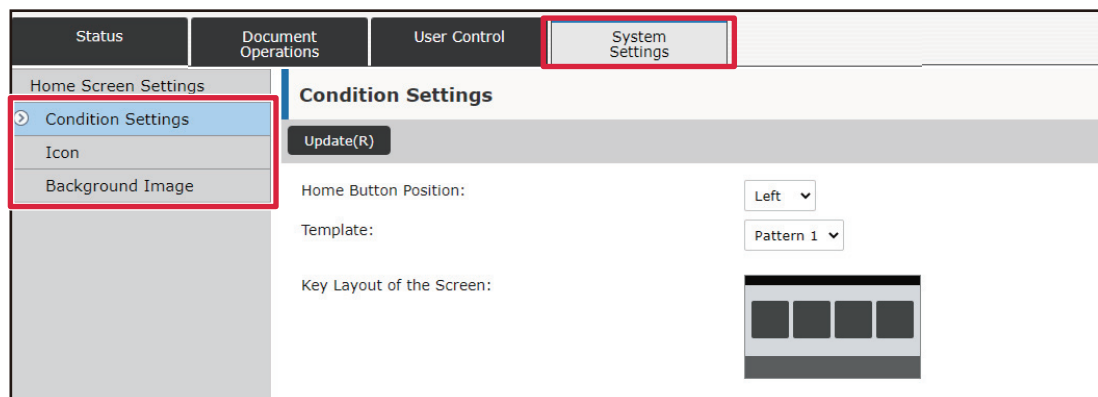 Status
Document
Operations
User Control
System
Settings
Home Screen Settings
Condition Settings
Icon
Background Image
Condition Settings
Update(R)
Home Button Position:
Left
Template:
Pattern 1
Key Layout of the Screen: